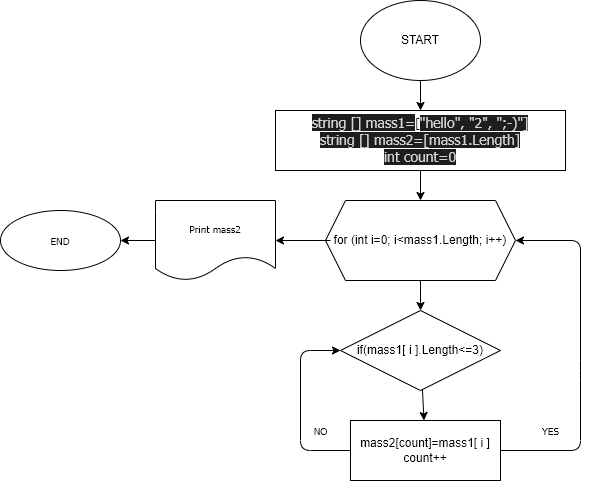 START
string [] mass1=["hello", "2", ";-)"]
string [] mass2=[mass1.Length]
int count=0
for (int i=0; i<mass1.Length; i++)
Print mass2
END
if(mass1[ i ].Length<=3)
NO
YES
mass2[count]=mass1[ i ]
count++